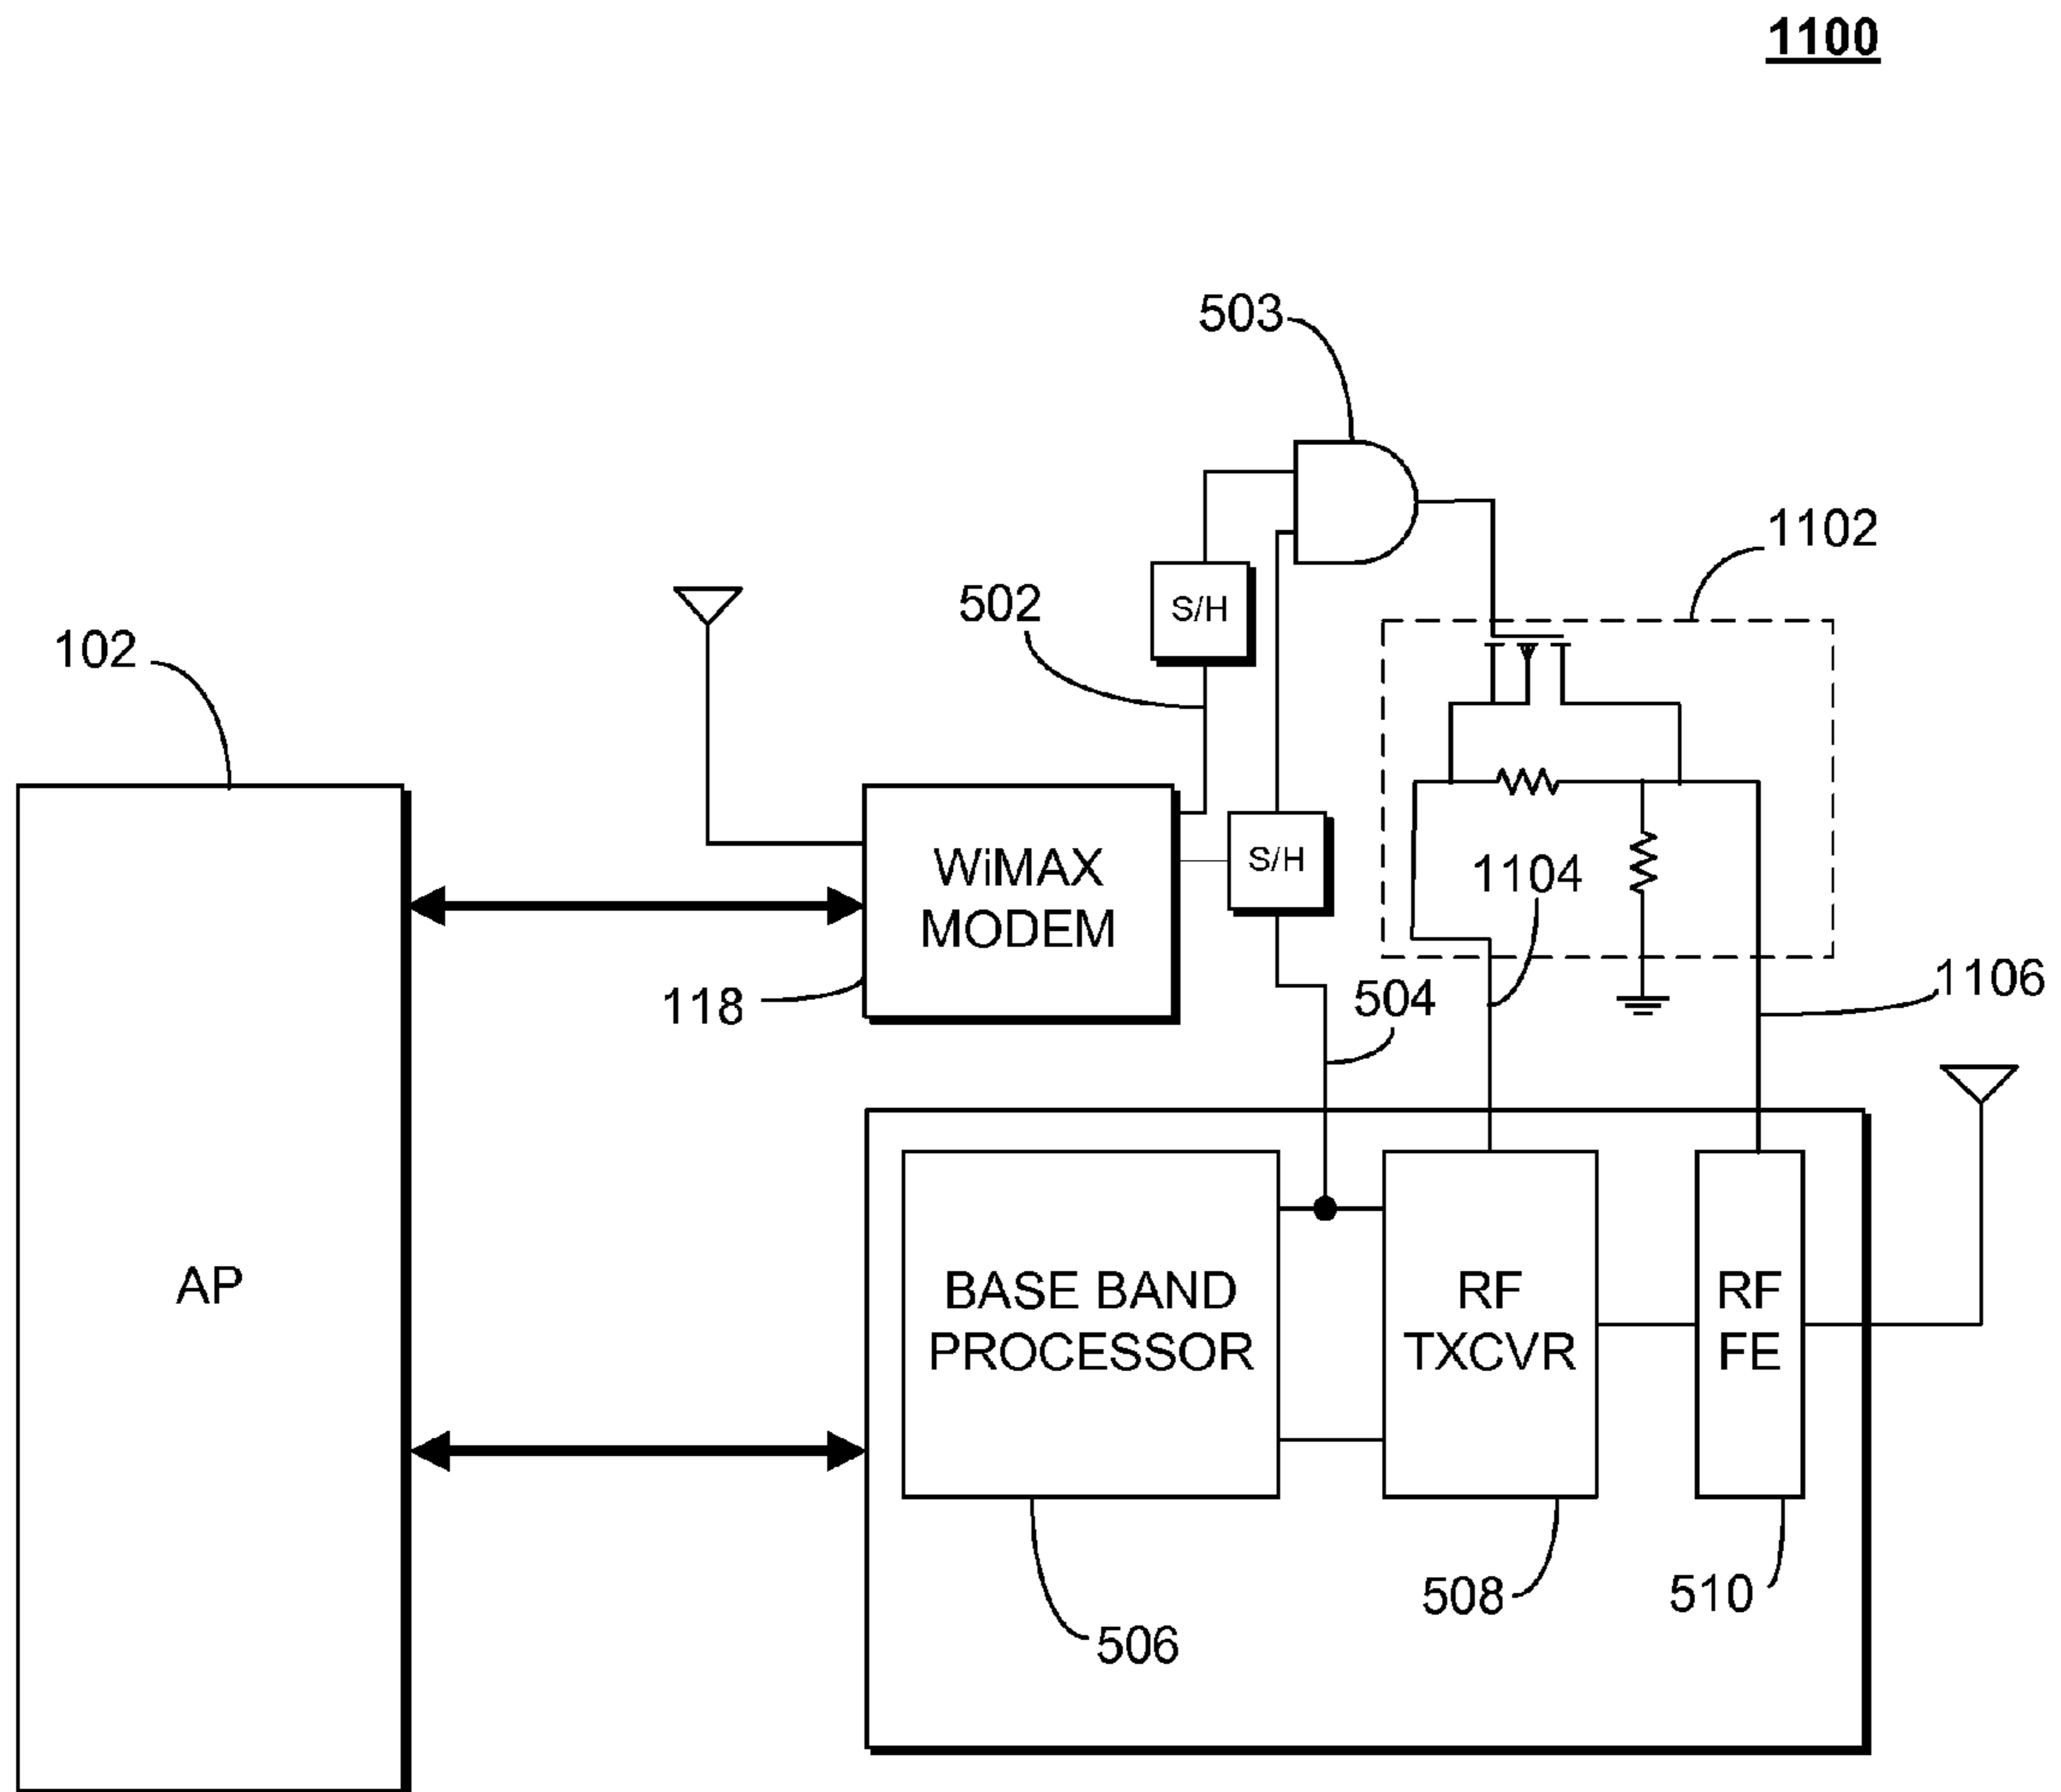 1100
503
1102
502
S/H
102
S/H
WiMAX
MODEM
1104
118
504
1106
AP
BASE BAND
PROCESSOR
RF
TXCVR
RF
FE
508
510
506